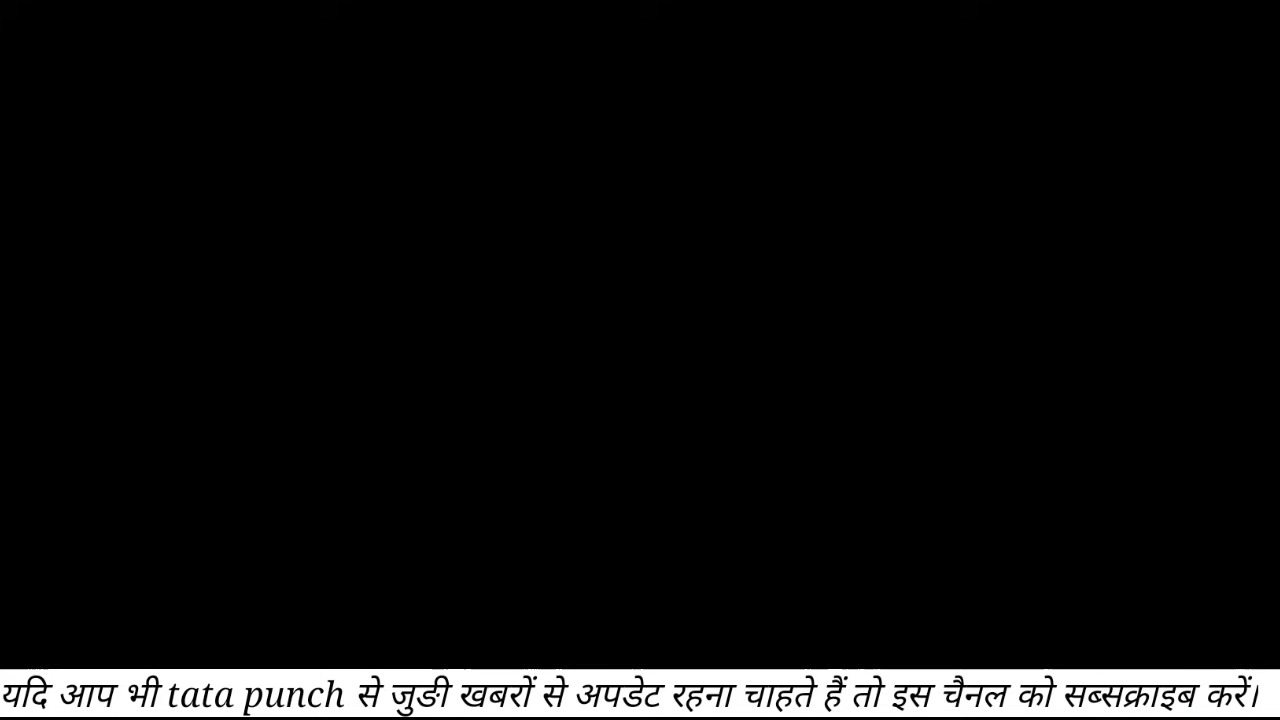 यदि आप भी tata punch से जुङी खबरों से अपडेट रहना चाहते हैं तो इस चैनल को सब्सक्राइब करें।